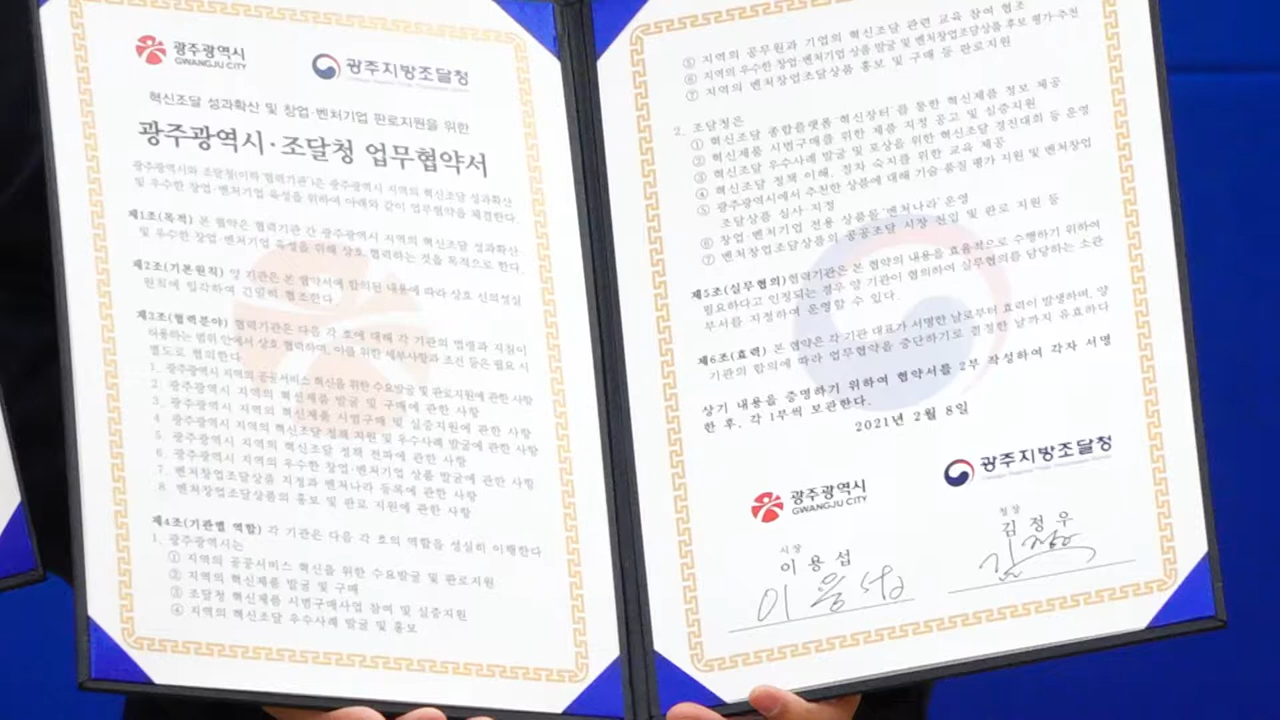 광주광역시
GWANGJU CITY
광주지방조달청
혁신조달 성과확산 및 창업·벤처기업 판로지원을 위한
광주광역시·조달청 업무협약서
광주광역시와 조달청(이하 '협력기관')은 광주광역시 지역의 혁신조달 성과확산
및 우수한 창업·벤처기업 육성을 위하여 아래와 같이 업무협약을 체결한다.
제1조(목적) 본 협약은 협력기관 간 광주광역시 지역의 혁신조달 성과확산
및 우수한 창업·벤처기업 육성을 위해 상호 협력하는 것을 목적으로 한다.
제2조(기본원칙) 양 기관은 본 협약서에 합의된 내용에 따라 상호 신의성실
원칙에 입각하여 긴밀히 협조한다.
제3조(협력분야) 협력기관은 다음 각 호에 대해 각 기관의 법령과 지침이
허용하는 범위 안에서 상호 협력하며, 이를 위한 세부사항과 조건 등은 필요 시
별도로 협의한다.
1. 광주광역시 지역의 공공서비스 혁신을 위한 수요발굴 및 판로지원에 관한 사항
2. 광주광역시 지역의 혁신제품 발굴 및 구매에 관한 사항
3. 광주광역시 지역의 혁신제품 시범구매 및 실증지원에 관한 사항
4. 광주광역시 지역의 혁신조달 정책 지원 및 우수사례 발굴에 관한 사항
5. 광주광역시 지역의 혁신조달 정책 교육에 관한 사항
6. 광주광역시 지역의 우수한 창업·벤처기업 상품 발굴에 관한 사항
7. 벤처창업조달상품 지정과 벤처나라 등록에 관한 사항
8. 벤처창업조달상품의 홍보 및 판로 지원에 관한 사항
제4조(기관별 역할) 각 기관은 다음 각 호의 역할을 성실히 이행한다
1. 광주광역시는
① 지역의 공공서비스 혁신을 위한 수요발굴 및 판로지원
② 지역의 혁신제품 발굴 및 구매
③ 조달청 혁신제품 시범구매사업 참여 및 실증지원
④ 지역의 혁신조달 우수사례 발굴 및 홍보
⑤ 지역의 공무원과 기업의 혁신조달 관련 교육 참여 협조
⑥ 지역의 우수한 창업·벤처기업 상품 발굴 및 벤처창업조달상품 후보 평가·추천
⑦ 지역의 벤처창업조달상품 홍보 및 구매 등 판로지원
2. 조달청은
① 혁신조달 종합플랫폼 '혁신장터'를 통한 혁신제품 정보 제공
② 혁신제품 시범구매를 위한 제품 지정 공고 및 실증지원
③ 혁신조달 우수사례 발굴 및 포상을 위한 혁신조달 경진대회 등 운영
④ 혁신조달 정책 이해, 절차 숙지를 위한 교육 제공
⑤ 광주광역시에서 추천한 상품에 대해 기술·품질 평가 지원 및 벤처창업
조달상품 심사·지정
⑥ 창업·벤처기업 전용 상품몰 '벤처나라' 운영
⑦ 벤처창업조달상품의 공공조달 시장 진입 및 판로 지원 등
제5조(실무협의) 협력기관은 본 협약의 내용을 효율적으로 수행하기 위하여
필요하다고 인정되는 경우 양 기관이 협의하여 실무협의를 담당하는 소관
부서를 지정하여 운영할 수 있다.
제6조(효력) 본 협약은 각 기관 대표가 서명한 날로부터 효력이 발생하며, 양
기관의 합의에 따라 업무협약을 중단하기로 결정한 날까지 유효하다
상기 내용을 증명하기 위하여 협약서를 2부 작성하여 각자 서명
한 후, 각 1부씩 보관한다.
2021년 2월 8일
광주광역시
GWANGJU CITY
시장
이용섭
이용섭
광주지방조달청
청장
김정우
김정우